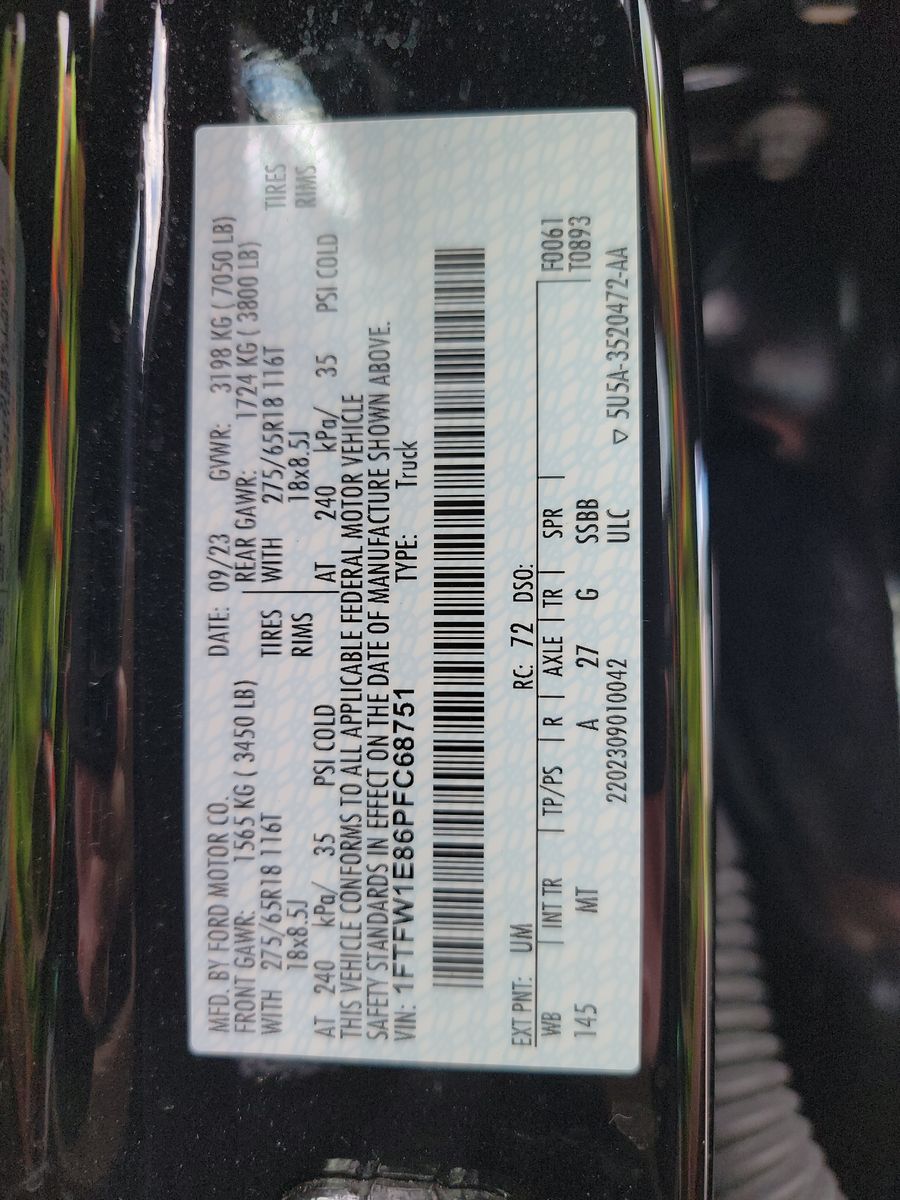 MFD. BY FORD MOTOR CO. DATE: 09/23 GVWR: 3198 KG ( 7050 LB)
FRONT GAWR: 1565 KG ( 3450 LB) REAR GAWR: 1724 KG ( 3800 LB)
WITH 275/65R18 116T TIRES WITH 275/65R18 116T TIRES
18x8.5J RIMS 18x8.5J RIMS
AT 240 kPa/ 35 PSI COLD AT 240 kPa/ 35 PSI COLD
THIS VEHICLE CONFORMS TO ALL APPLICABLE FEDERAL MOTOR VEHICLE
SAFETY STANDARDS IN EFFECT ON THE DATE OF MANUFACTURE SHOWN ABOVE.
VIN: 1FTFW1E86PFC68751 TYPE: Truck
EXT PNT: UM RC: 72 DSO:
WB | INT TR | TP/PS | R | AXLE | TR | SPR | F0061
145 MT A 27 G SSBB T0893
2202309010042 ULC ▽ 5U5A-3520472-AA